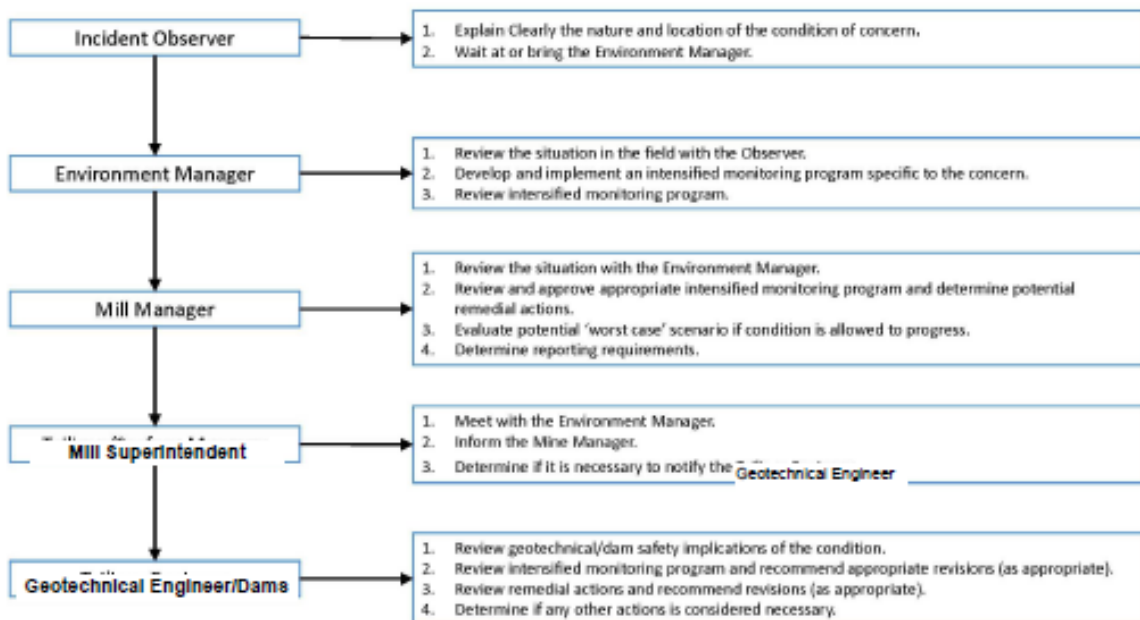 Incident Observer
1. Explain Clearly the nature and location of the condition of concern.
2. Wait at or bring the Environment Manager.
Environment Manager
1. Review the situation in the field with the Observer.
2. Develop and implement an intensified monitoring program specific to the concern.
3. Review intensified monitoring program.
Mill Manager
1. Review the situation with the Environment Manager.
2. Review and approve appropriate intensified monitoring program and determine potential
remedial actions.
3. Evaluate potential ‘worst case’ scenario if condition is allowed to progress.
4. Determine reporting requirements.
Mill Superintendent
1. Meet with the Environment Manager.
2. Inform the Mine Manager.
3. Determine if it is necessary to notify the Geotechnical Engineer
Geotechnical Engineer/Dams
1. Review geotechnical/dam safety implications of the condition.
2. Review intensified monitoring program and recommend appropriate revisions (as appropriate).
3. Review remedial actions and recommend revisions (as appropriate).
4. Determine if any other actions is considered necessary.